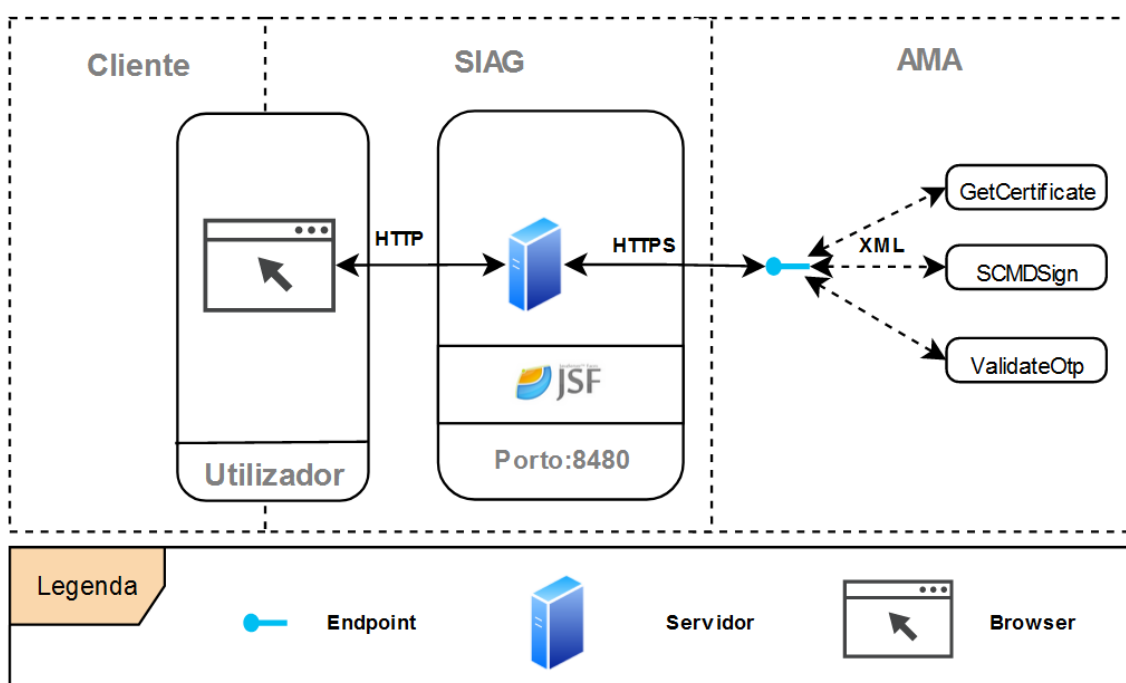 Cliente
SIAG
AMA
HTTP
HTTPS
XML
GetCertificate
SCMDSign
ValidateOtp
JSF
Utilizador
Porto:8480
Legenda
Endpoint
Servidor
Browser